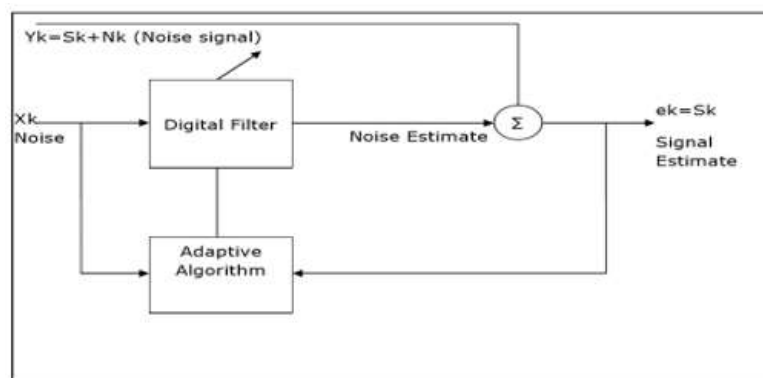 Yk=Sk+Nk (Noise signal)
Xk
Noise
Digital Filter
Noise Estimate
Σ
ek=Sk
Signal
Estimate
Adaptive
Algorithm